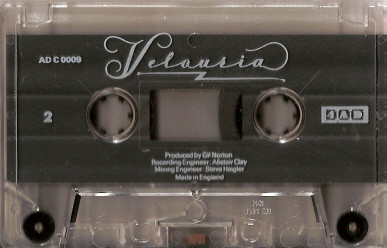 AD C 0009
Velouria
2
4AD
Produced by Gil Norton
Recording Engineer: Alistair Clay
Mixing Engineer: Steve Haigler
Made in England